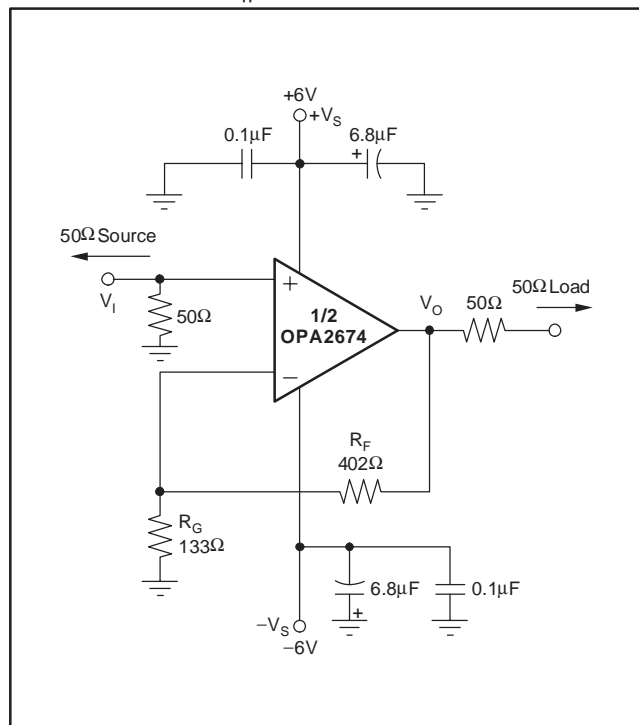 +6V
+VS
0.1μF
6.8μF
+
50Ω Source
VI
50Ω
+
1/2
OPA2674
−
VO
50Ω
50Ω Load
RF
402Ω
RG
133Ω
6.8μF
+
0.1μF
−VS
−6V